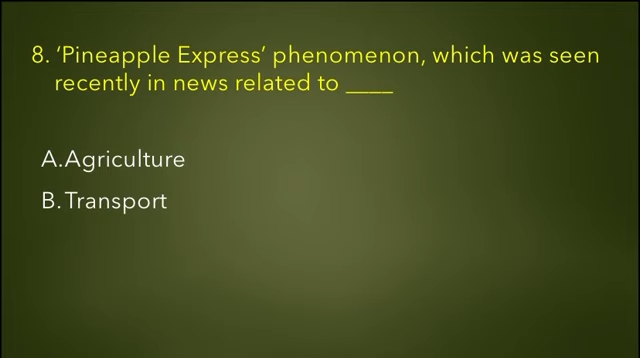 8. ‘Pineapple Express’ phenomenon, which was seen
recently in news related to ____
A.Agriculture
B.Transport